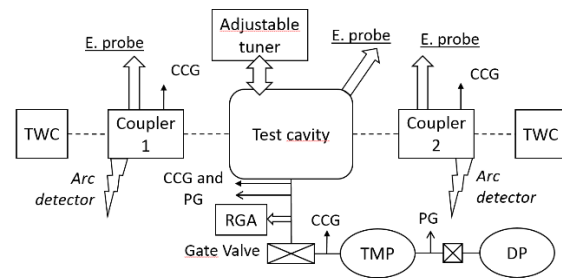 Adjustable
tuner
E. probe
E. probe
E. probe
CCG
CCG
TWC
Coupler
1
Test cavity
Coupler
2
TWC
Arc
detector
CCG and
PG
Arc
detector
RGA
CCG
PG
Gate Valve
TMP
DP